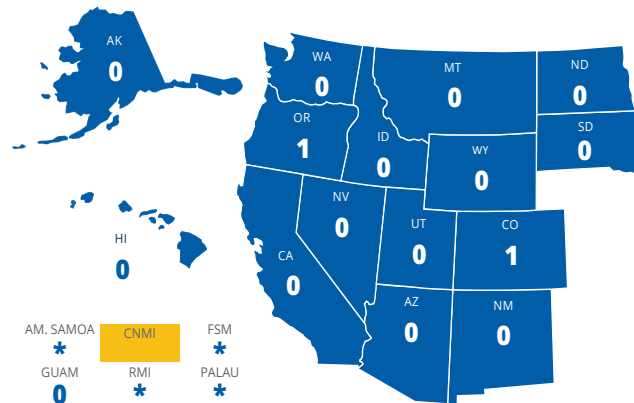 AK
0
WA
0
MT
0
ND
0
OR
1
ID
0
SD
0
WY
0
NV
0
UT
0
CO
1
HI
0
CA
0
AZ
0
NM
0
AM. SAMOA CNMI FSM
* *
GUAM RMI PALAU
0 * *